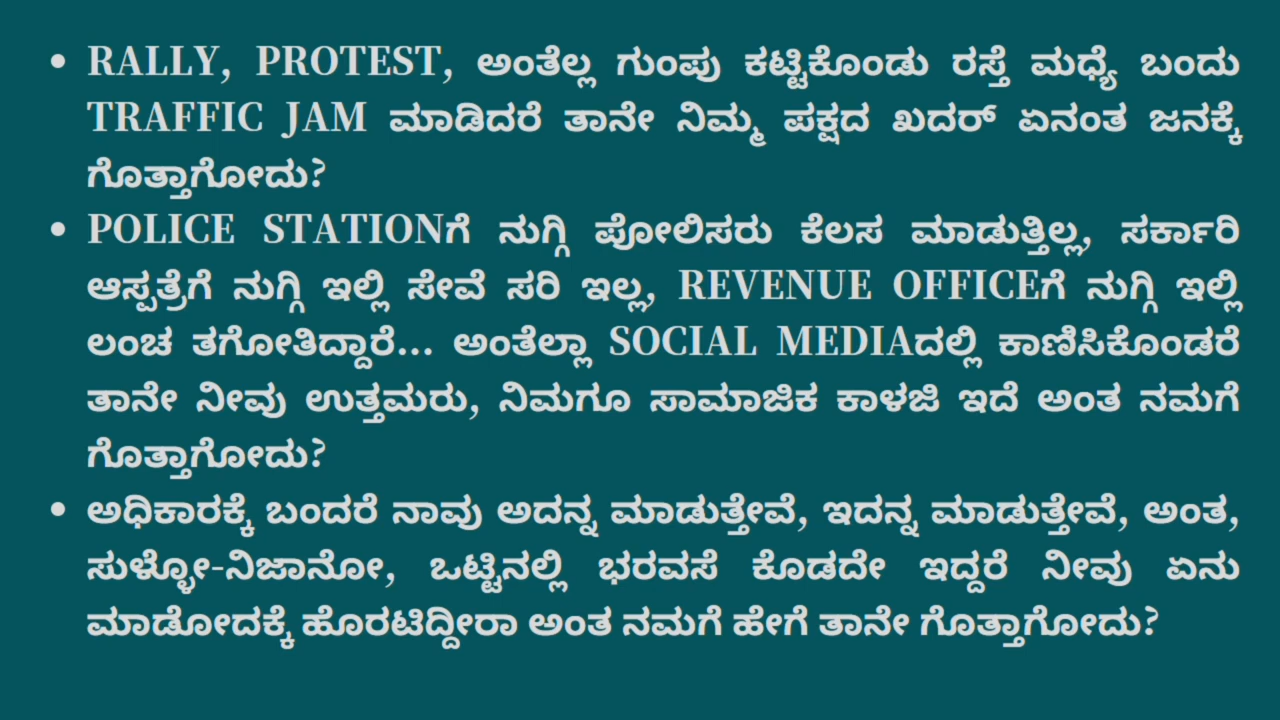 • RALLY, PROTEST, ಅಂತೆಲ್ಲ ಗುಂಪು ಕಟ್ಟಿಕೊಂಡು ರಸ್ತೆ ಮಧ್ಯೆ ಬಂದು
TRAFFIC JAM ಮಾಡಿದರೆ ತಾನೇ ನಿಮ್ಮ ಪಕ್ಷದ ಖದರ್ ಏನಂತ ಜನಕ್ಕೆ
ಗೊತ್ತಾಗೋದು?
• POLICE STATIONಗೆ ನುಗ್ಗಿ ಪೋಲಿಸರು ಕೆಲಸ ಮಾಡುತ್ತಿಲ್ಲ, ಸರ್ಕಾರಿ
ಆಸ್ಪತ್ರೆಗೆ ನುಗ್ಗಿ ಇಲ್ಲಿ ಸೇವೆ ಸರಿ ಇಲ್ಲ, REVENUE OFFICEಗೆ ನುಗ್ಗಿ ಇಲ್ಲಿ
ಲಂಚ ತಗೋತಿದ್ದಾರೆ... ಅಂತೆಲ್ಲಾ SOCIAL MEDIAದಲ್ಲಿ ಕಾಣಿಸಿಕೊಂಡರೆ
ತಾನೇ ನೀವು ಉತ್ತಮರು, ನಿಮಗೂ ಸಾಮಾಜಿಕ ಕಾಳಜಿ ಇದೆ ಅಂತ ನಮಗೆ
ಗೊತ್ತಾಗೋದು?
• ಅಧಿಕಾರಕ್ಕೆ ಬಂದರೆ ನಾವು ಅದನ್ನ ಮಾಡುತ್ತೇವೆ, ಇದನ್ನ ಮಾಡುತ್ತೇವೆ, ಅಂತ,
ಸುಳ್ಳೋ-ನಿಜಾನೋ, ಒಟ್ಟಿನಲ್ಲಿ ಭರವಸೆ ಕೊಡದೇ ಇದ್ದರೆ ನೀವು ಏನು
ಮಾಡೋದಕ್ಕೆ ಹೊರಟಿದ್ದೀರಾ ಅಂತ ನಮಗೆ ಹೇಗೆ ತಾನೇ ಗೊತ್ತಾಗೋದು?